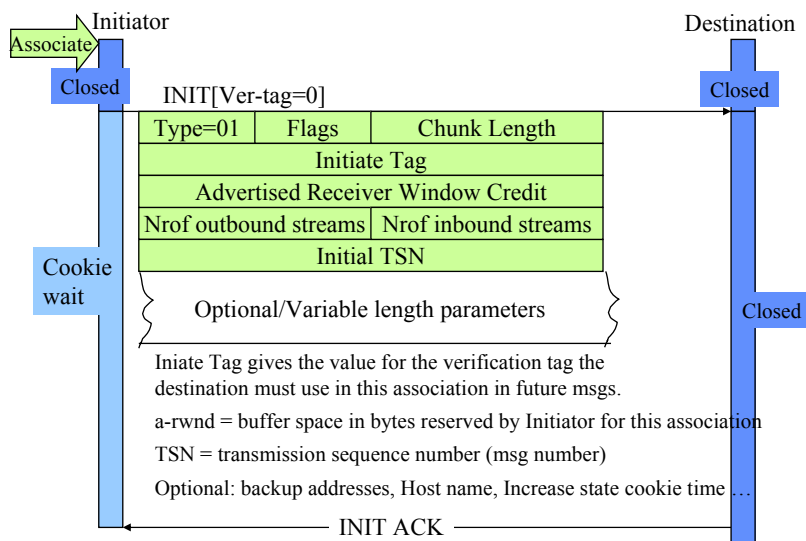 Initiator
Destination
Associate
Closed
Closed
INIT[Ver-tag=0]
Type=01 Flags Chunk Length
Initiate Tag
Advertised Receiver Window Credit
Nrof outbound streams Nrof inbound streams
Initial TSN
Cookie
wait
Optional/Variable length parameters
Closed
Iniate Tag gives the value for the verification tag the
destination must use in this association in future msgs.
a-rwnd = buffer space in bytes reserved by Initiator for this association
TSN = transmission sequence number (msg number)
Optional: backup addresses, Host name, Increase state cookie time …
INIT ACK